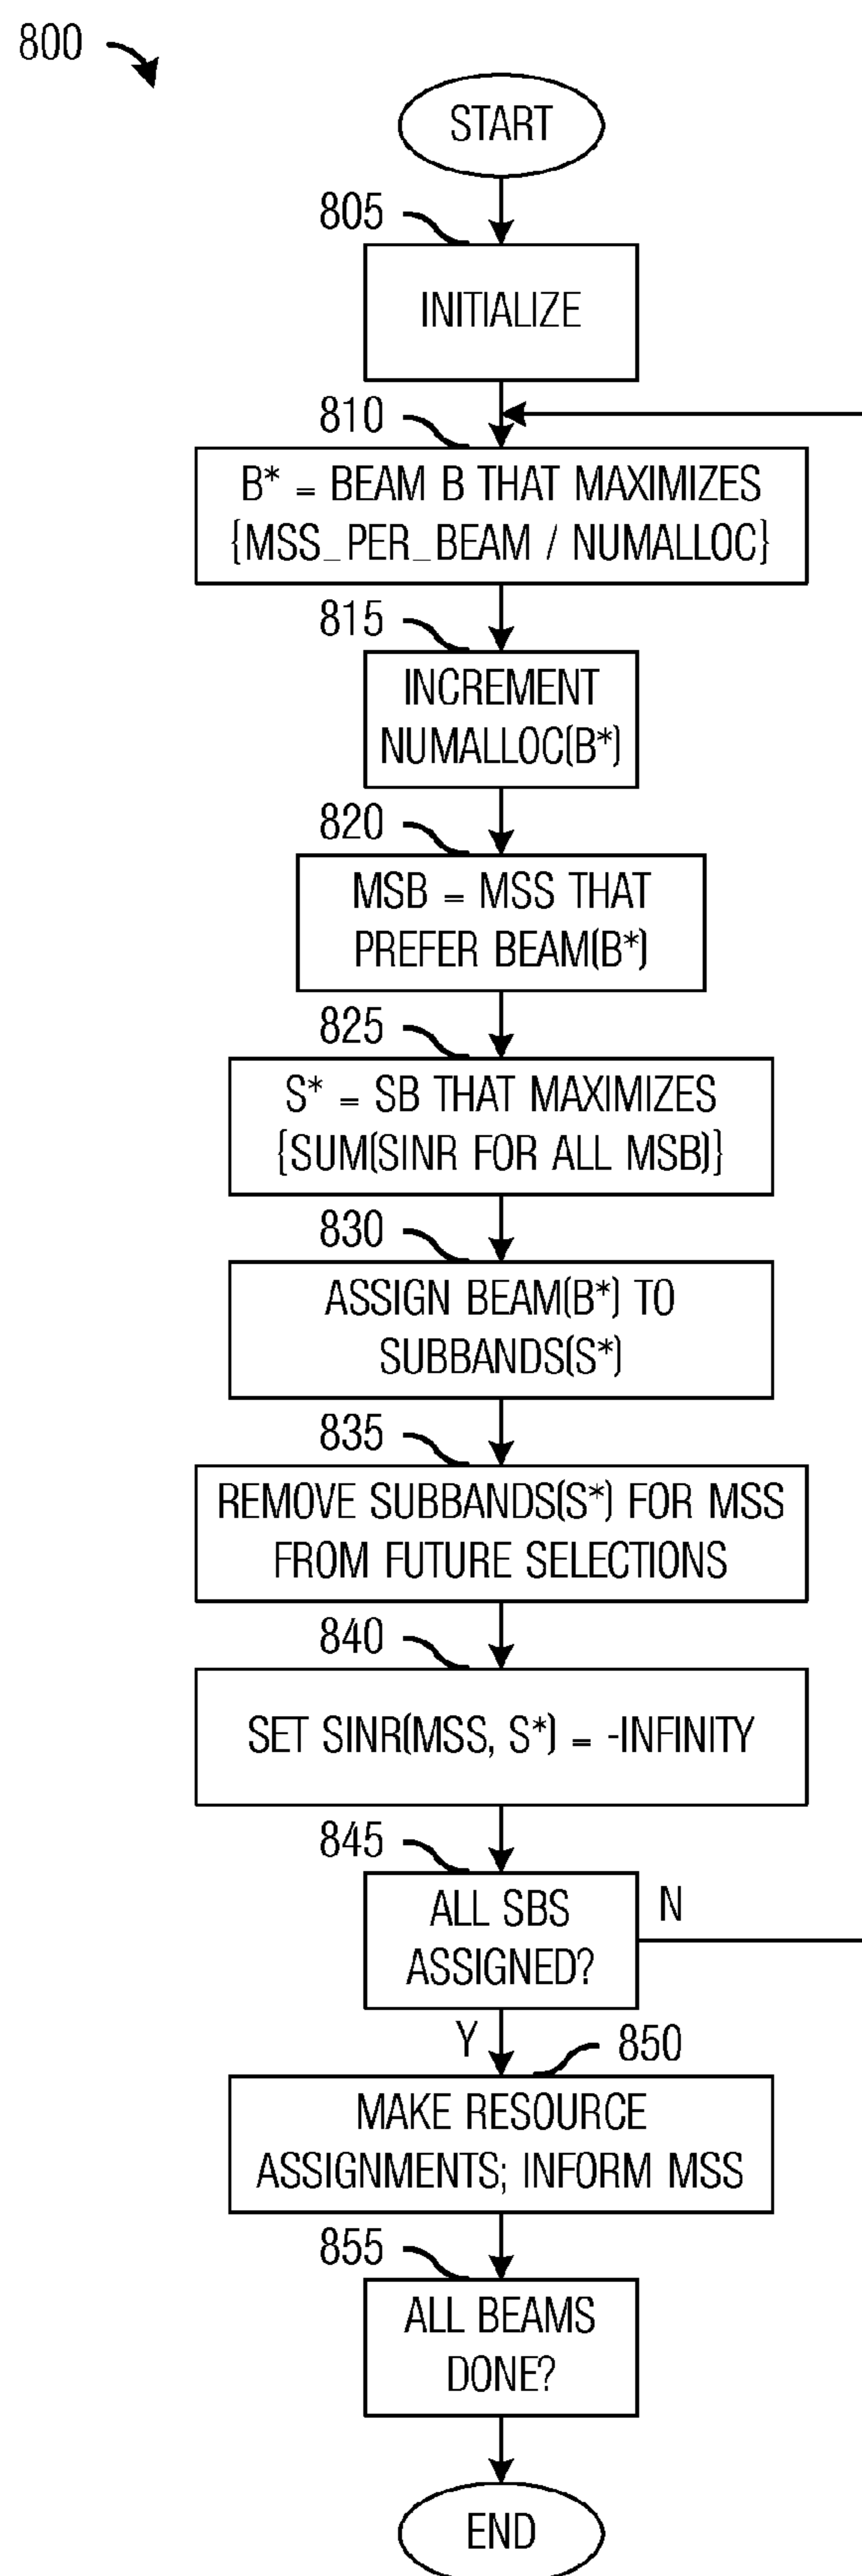 800
START
805
INITIALIZE
810
B* = BEAM B THAT MAXIMIZES
{MSS_PER_BEAM / NUMALLOC}
815
INCREMENT
NUMALLOC(B*)
820
MSB = MSS THAT
PREFER BEAM(B*)
825
S* = SB THAT MAXIMIZES
{SUM(SINR FOR ALL MSB)}
830
ASSIGN BEAM(B*) TO
SUBBANDS(S*)
835
REMOVE SUBBANDS(S*) FOR MSS
FROM FUTURE SELECTIONS
840
SET SINR(MSS, S*) = -INFINITY
845
ALL SBS
ASSIGNED?
N
Y
850
MAKE RESOURCE
ASSIGNMENTS; INFORM MSS
855
ALL BEAMS
DONE?
END